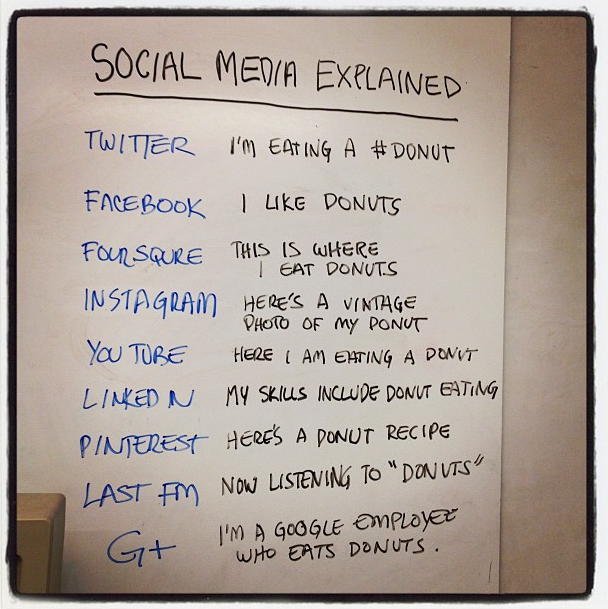 SOCIAL MEDIA EXPLAINED
TWITTER I'M EATING A #DONUT
FACEBOOK I LIKE DONUTS
FOURSQURE THIS IS WHERE
I EAT DONUTS
INSTAGRAM HERE'S A VINTAGE
PHOTO OF MY DONUT
YOU TUBE HERE I AM EATING A DONUT
LINKED IN MY SKILLS INCLUDE DONUT EATING
PINTEREST HERE'S A DONUT RECIPE
LAST FM NOW LISTENING TO "DONUTS"
G+ I'M A GOOGLE EMPLOYEE
WHO EATS DONUTS.